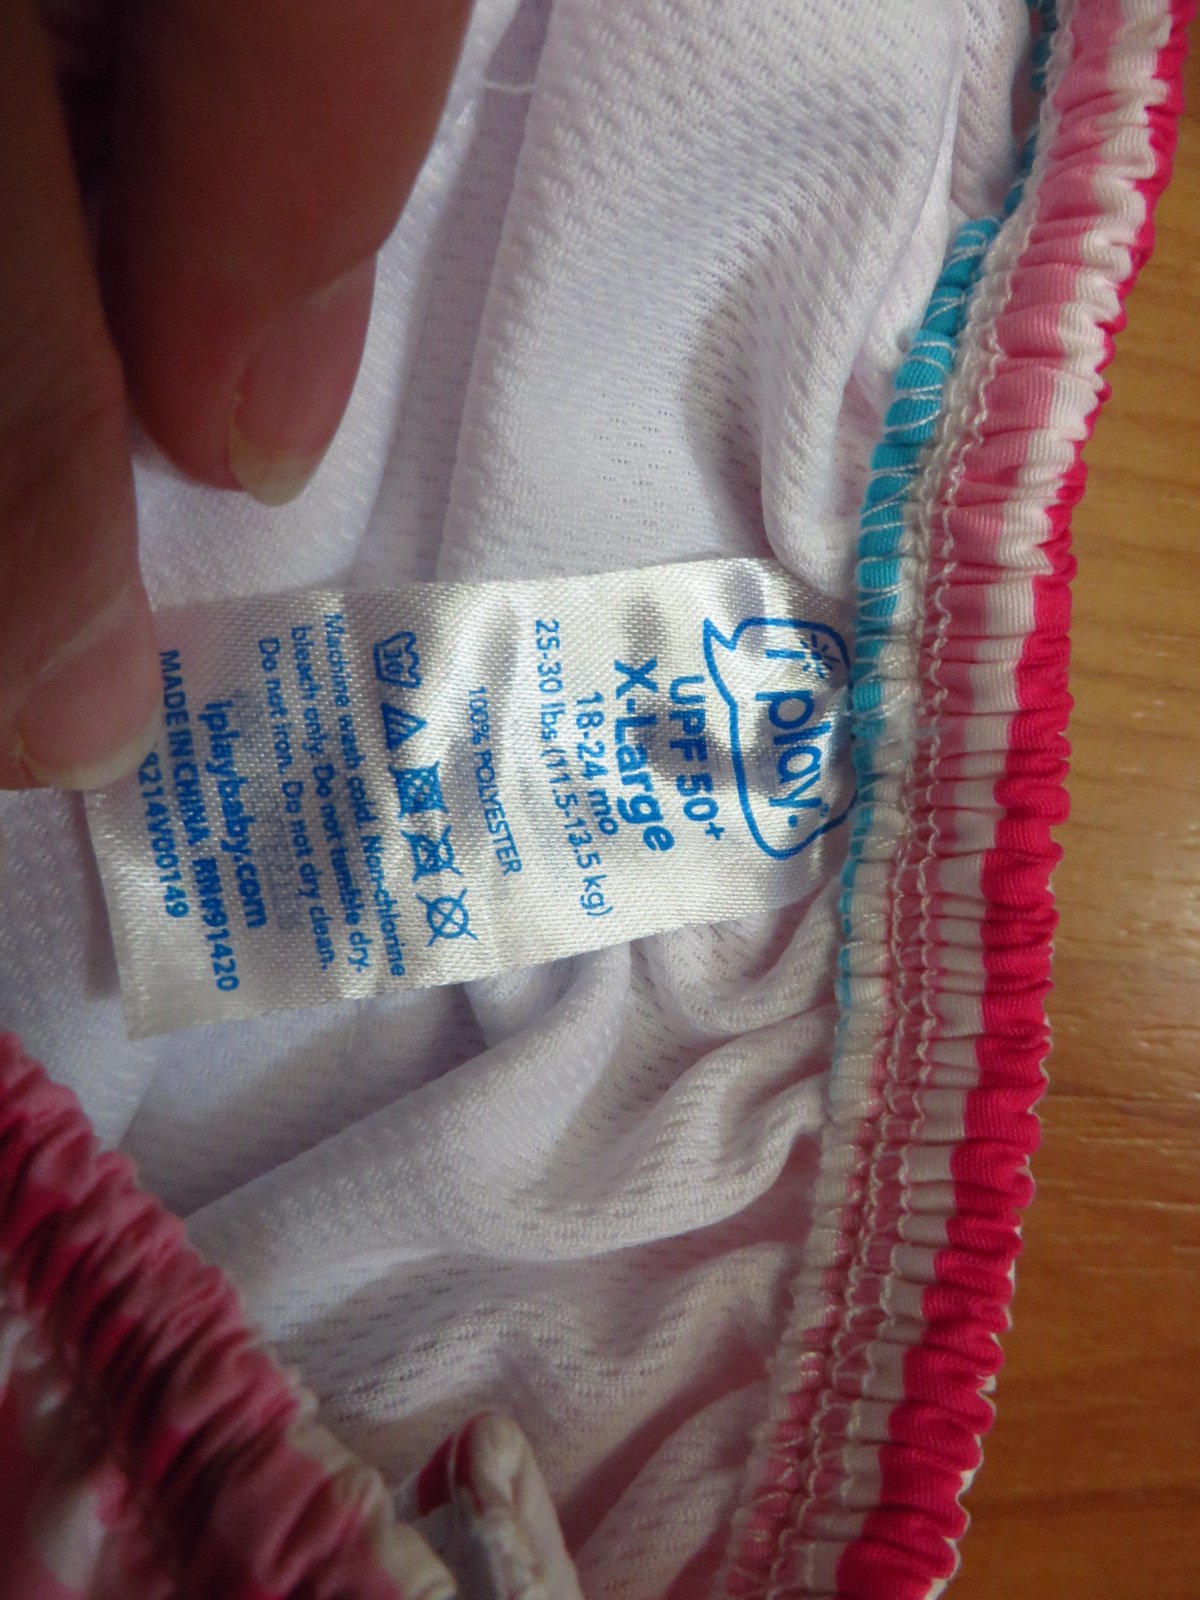 i play.
UPF 50+
X-Large
18-24 mo
25-30 lbs (11.5-13.5 kg)
100% POLYESTER
30
Machine wash cold. Non-chlorine
bleach only. Do not tumble dry.
Do not iron. Do not dry clean.
iplaybaby.com
MADE IN CHINA RN#91420
0214V00149